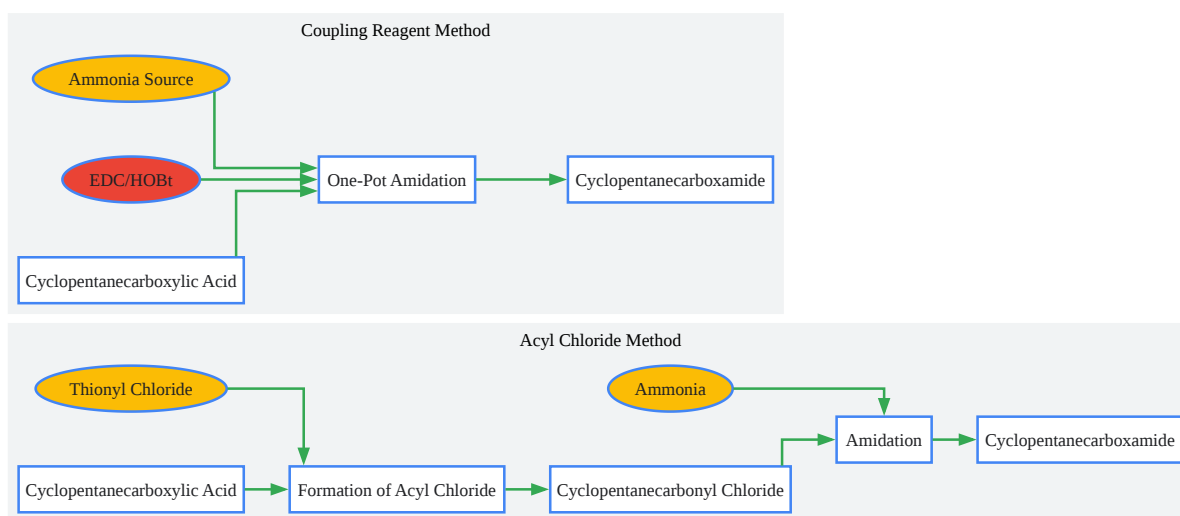 Coupling Reagent Method
Ammonia Source
EDC/HOBt
One-Pot Amidation
Cyclopentanecarboxamide
Cyclopentanecarboxylic Acid
Acyl Chloride Method
Thionyl Chloride
Ammonia
Amidation
Cyclopentanecarboxamide
Cyclopentanecarboxylic Acid
Formation of Acyl Chloride
Cyclopentanecarbonyl Chloride